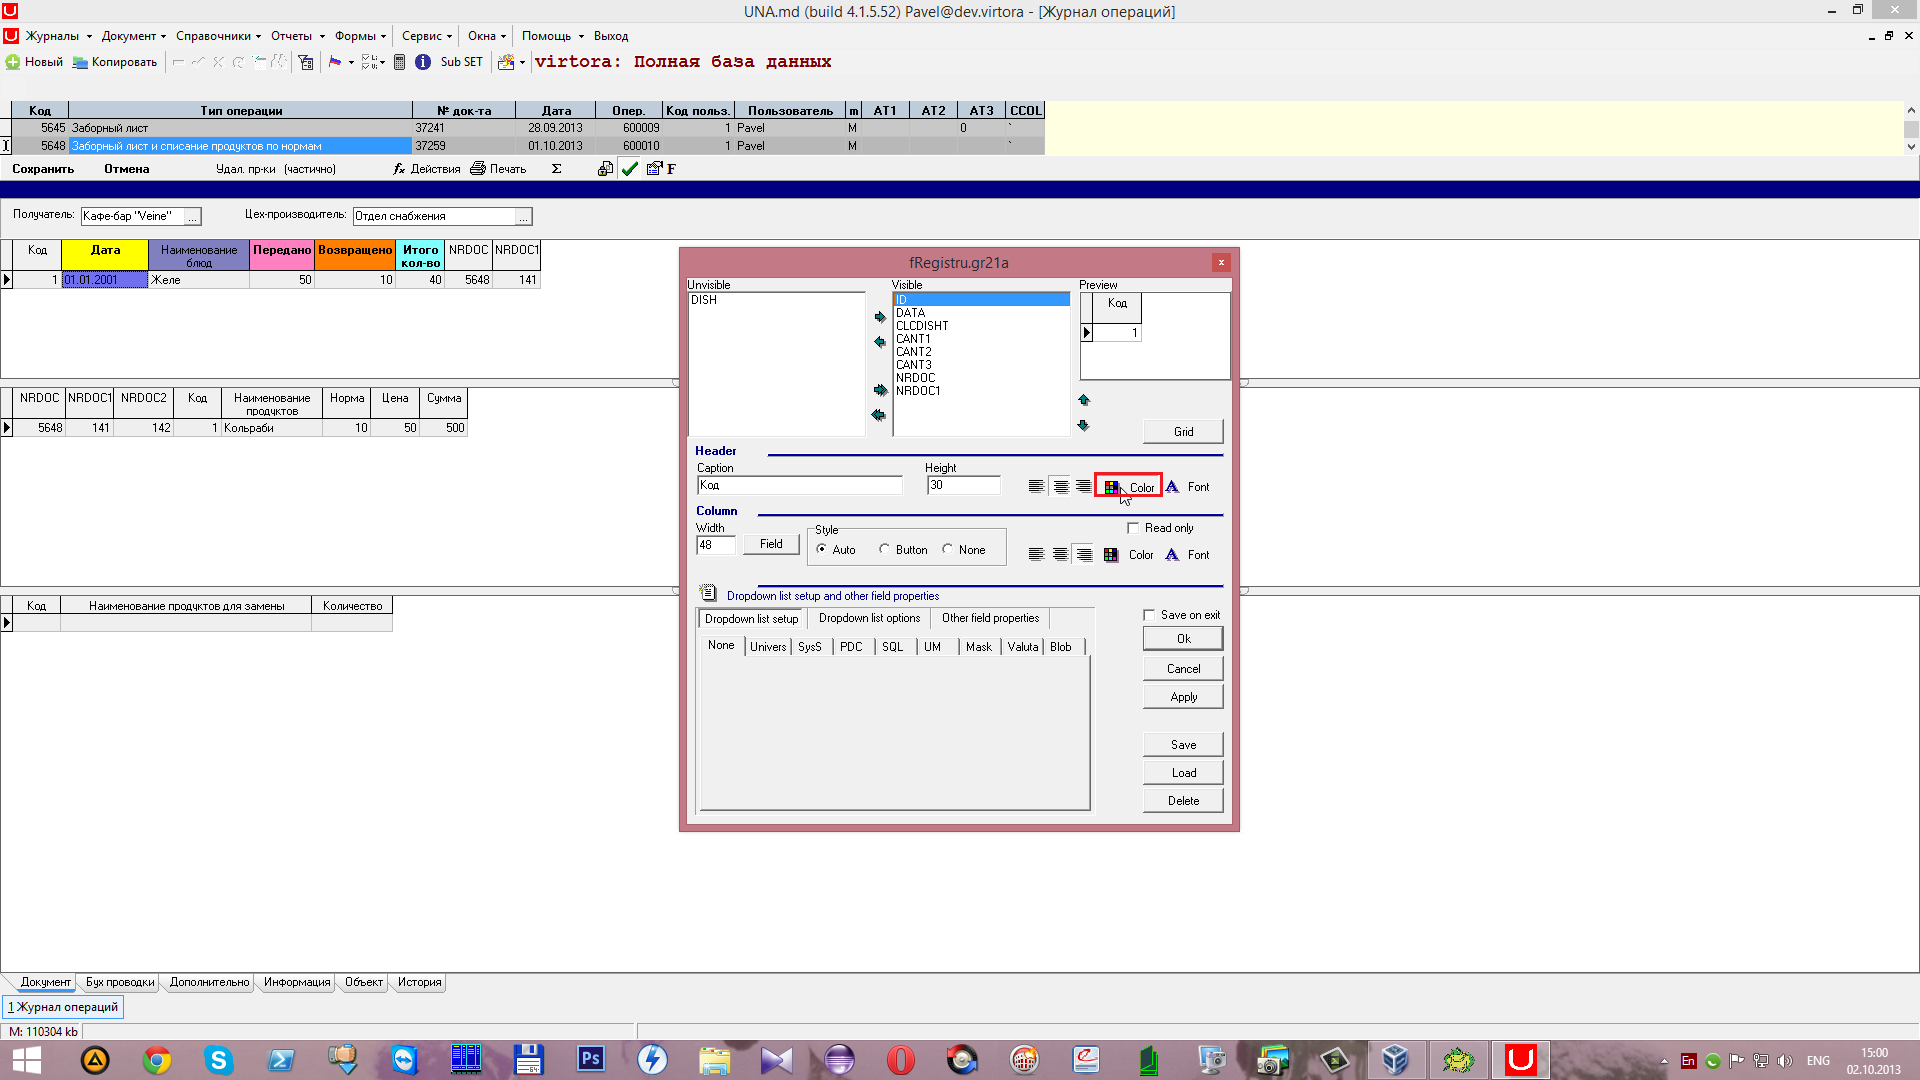 UNA.md (build 4.1.5.52) Pavel@dev.virtora - [Журнал операций]
Журналы Документ Справочники Отчеты Формы Сервис Окна Помощь Выход
Новый Копировать Sub SET virtora: Полная база данных
Код Тип операции № док-та Дата Опер. Код польз. Пользователь m AT1 AT2 AT3 CCOL
5645 Заборный лист 37241 28.09.2013 600009 1 Pavel M 0 `
5648 Заборный лист и списание продуктов по нормам 37259 01.10.2013 600010 1 Pavel M `
Сохранить Отмена Удал. пр-ки (частично) fx Действия Печать Σ F
Получатель: Кафе-бар "Veine" ... Цех-производитель: Отдел снабжения ...
Код Дата Наименование блюд Передано Возвращено Итого кол-во NRDOC NRDOC1
1 01.01.2001 Желе 50 10 40 5648 141
NRDOC NRDOC1 NRDOC2 Код Наименование продуктов Норма Цена Сумма
5648 141 142 1 Кольраби 10 50 500
Код Наименование продуктов для замены Количество
fRegistru.gr21a x
Unvisible Visible Preview
DISH
ID
DATA
CLCDISHT
CANT1
CANT2
CANT3
NRDOC
NRDOC1
Код
1
Grid
Header
Caption Height
Код 30 Color Font
Column
Width Style Read only
48 Field Auto Button None Color Font
Dropdown list setup and other field properties
Dropdown list setup Dropdown list options Other field properties
None Univers SysS PDC SQL UM Mask Valuta Blob
Save on exit
Ok
Cancel
Apply
Save
Load
Delete
Документ Бух проводки Дополнительно Информация Объект История
1 Журнал операций
M: 110304 kb
Ps 64 En ENG 15:00
02.10.2013